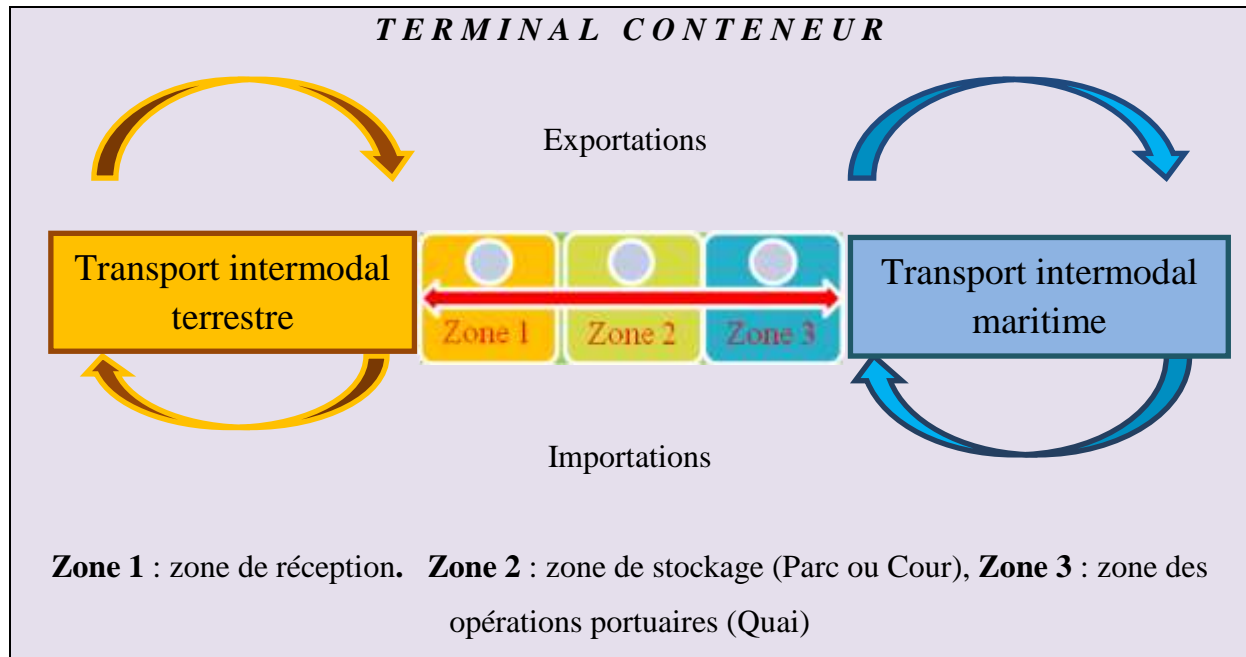 TERMINAL CONTENEUR
Exportations
Transport intermodal
terrestre
Zone 1
Zone 2
Zone 3
Transport intermodal
maritime
Importations
Zone 1 : zone de réception. Zone 2 : zone de stockage (Parc ou Cour), Zone 3 : zone des
opérations portuaires (Quai)